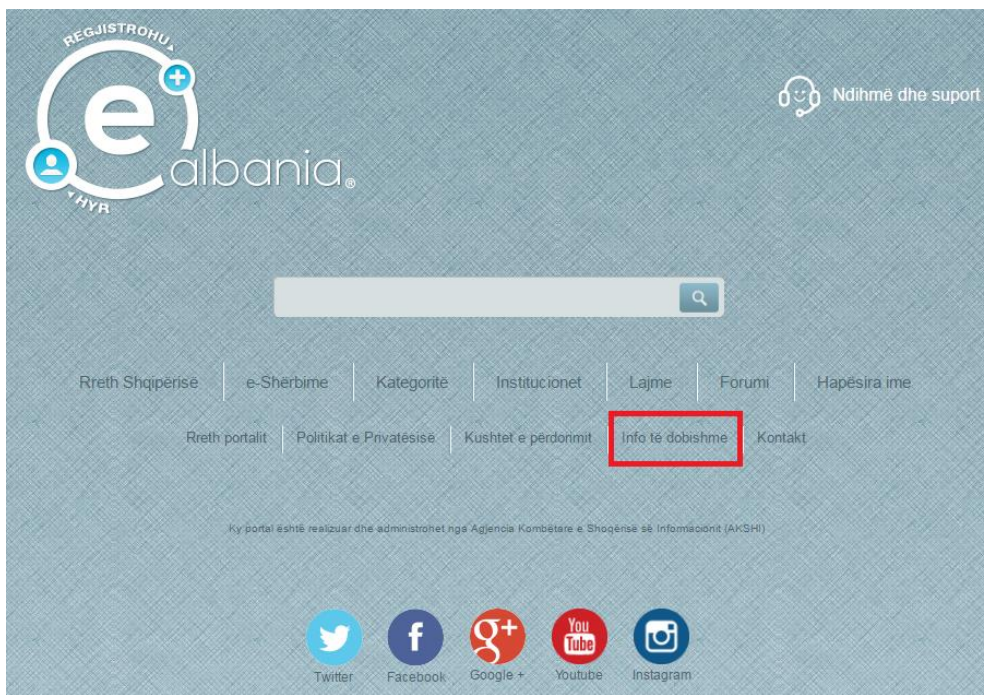 REGJISTROHU
e albania®
HYR
Ndihmë dhe suport
Rreth Shqipërisë e-Shërbime Kategoritë Institucionet Lajme Forumi Hapësira ime
Rreth portalit Politikat e Privatësisë Kushtet e përdorimit Info të dobishme Kontakt
Ky portal është realizuar dhe administrohet nga Agjencia Kombëtare e Shoqërisë së Informacionit (AKSHI)
You Tube
Twitter Facebook Google + Youtube Instagram